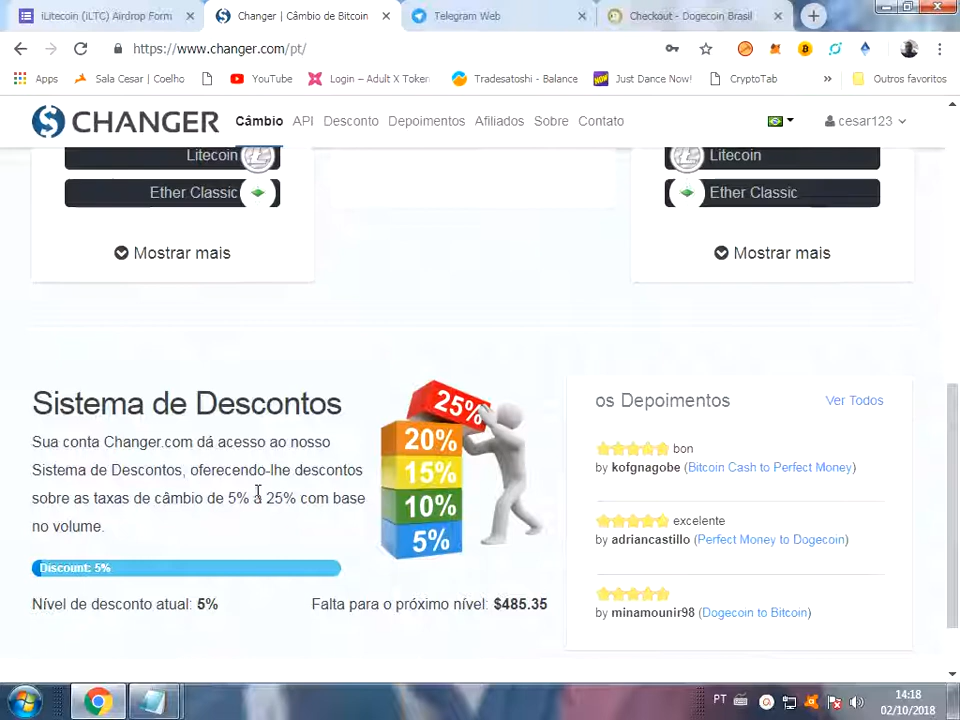 iLitecoin (iLTC) Airdrop Form
Changer | Câmbio de Bitcoin
Telegram Web
Checkout - Dogecoin Brasil
https://www.changer.com/pt/
Apps
Sala Cesar | Coelho
YouTube
Login – Adult X Token
Tradesatoshi - Balance
Just Dance Now!
CryptoTab
»
Outros favoritos
CHANGER
Câmbio API Desconto Depoimentos Afiliados Sobre Contato
cesar123
Litecoin
Ether Classic
Mostrar mais
Litecoin
Ether Classic
Mostrar mais
Sistema de Descontos
Sua conta Changer.com dá acesso ao nosso
Sistema de Descontos, oferecendo-lhe descontos
sobre as taxas de câmbio de 5% a 25% com base
no volume.
Discount: 5%
Nível de desconto atual: 5%
Falta para o próximo nível: $485.35
25%
20%
15%
10%
5%
os Depoimentos
Ver Todos
bon
by kofgnagobe (Bitcoin Cash to Perfect Money)
excelente
by adriancastillo (Perfect Money to Dogecoin)
by minamounir98 (Dogecoin to Bitcoin)
PT
14:18
02/10/2018